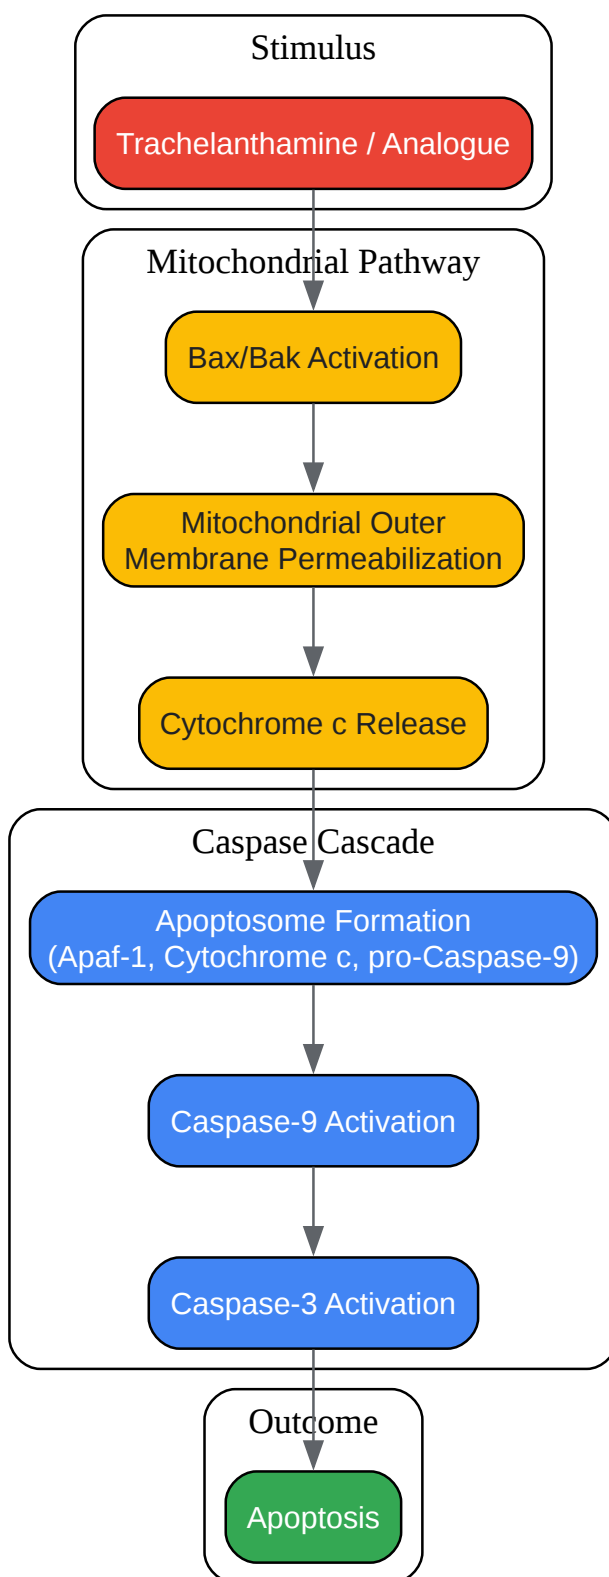 Stimulus
Trachelanthamine / Analogue
Mitochondrial Pathway
Bax/Bak Activation
Mitochondrial Outer
Membrane Permeabilization
Cytochrome c Release
Caspase Cascade
Apoptosome Formation
(Apaf-1, Cytochrome c, pro-Caspase-9)
Caspase-9 Activation
Caspase-3 Activation
Outcome
Apoptosis